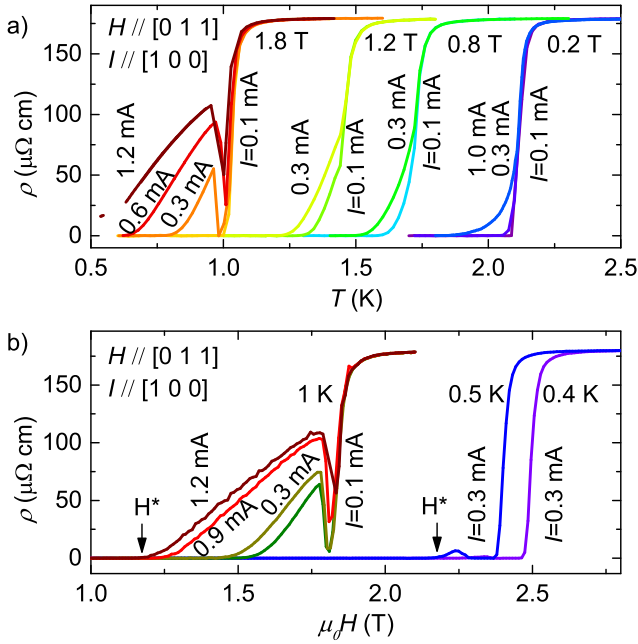 a)
H // [0 1 1]
I // [1 0 0]
1.8 T
1.2 T
0.8 T
0.2 T
1.2 mA
0.6 mA
0.3 mA
I=0.1 mA
0.3 mA
I=0.1 mA
0.3 mA
I=0.1 mA
1.0 mA
0.3 mA
I=0.1 mA
ρ (μΩ cm)
150
100
50
0
0.5
1.0
1.5
2.0
2.5
T (K)
b)
H // [0 1 1]
I // [1 0 0]
1 K
0.5 K
0.4 K
1.2 mA
0.9 mA
0.3 mA
I=0.1 mA
I=0.3 mA
I=0.3 mA
H*
H*
ρ (μΩ cm)
150
100
50
0
1.0
1.5
2.0
2.5
μ₀H (T)